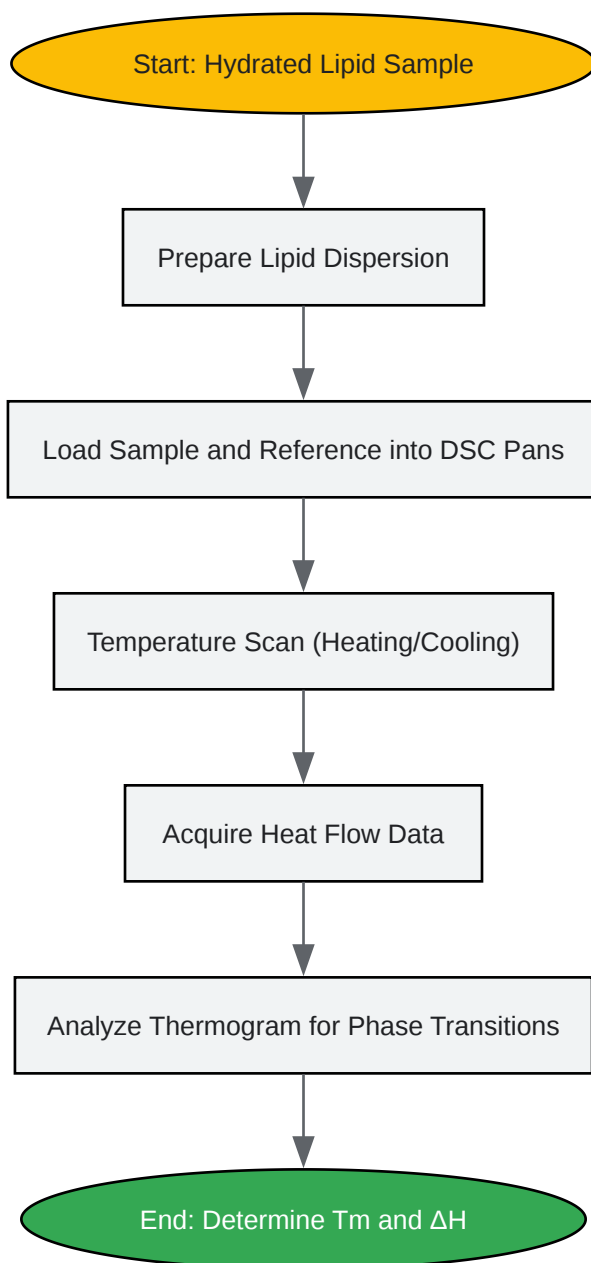 Start: Hydrated Lipid Sample
Prepare Lipid Dispersion
Load Sample and Reference into DSC Pans
Temperature Scan (Heating/Cooling)
Acquire Heat Flow Data
Analyze Thermogram for Phase Transitions
End: Determine Tm and ΔH